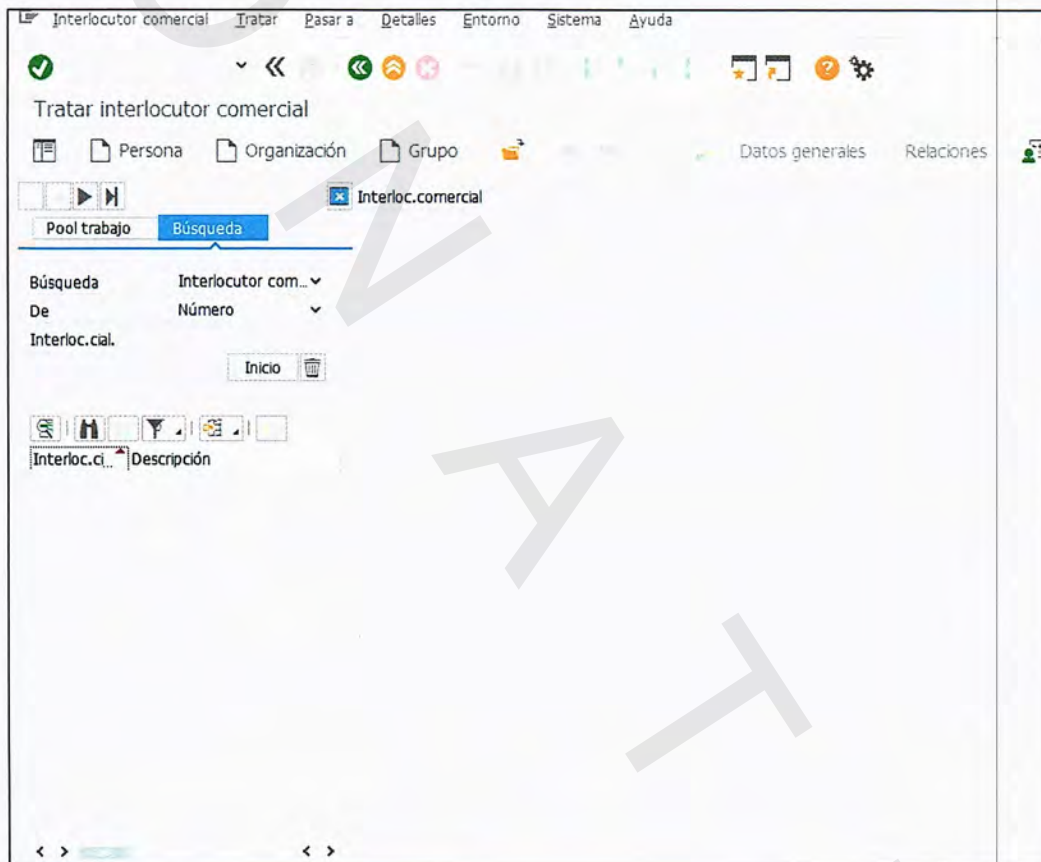 Interlocutor comercial Tratar Pasar a Detalles Entorno Sistema Ayuda
Tratar interlocutor comercial
Persona Organización Grupo Datos generales Relaciones
Interloc.comercial
Pool trabajo Búsqueda
Búsqueda Interlocutor com...
De Número
Interloc.cial.
Inicio
Interloc.ci... Descripción
N
A
T